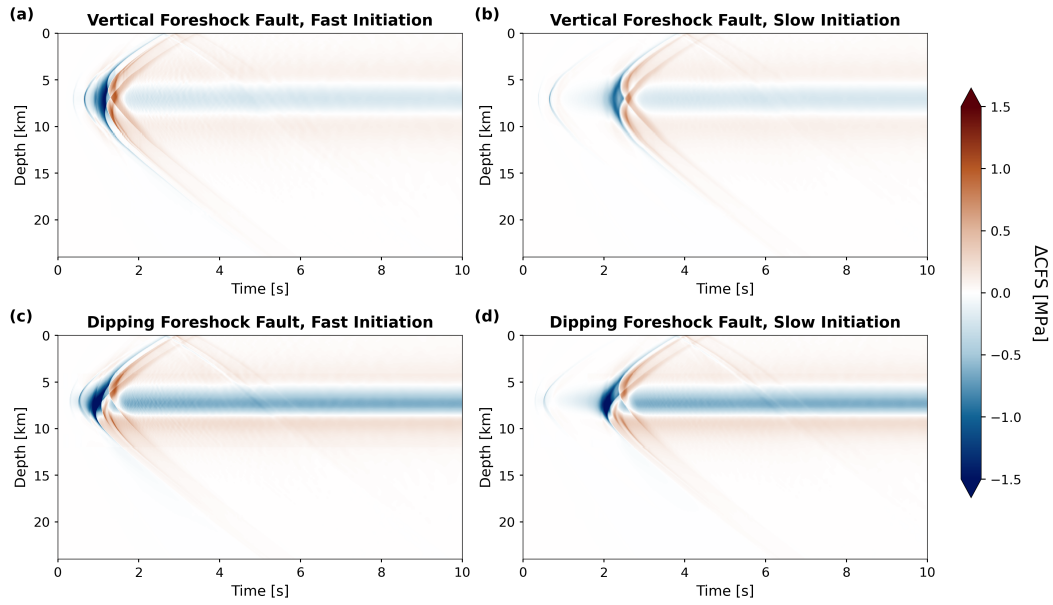 (a) Vertical Foreshock Fault, Fast Initiation
0
5
10
15
20
Depth [km]
0 2 4 6 8 10
Time [s]
(b) Vertical Foreshock Fault, Slow Initiation
0
5
10
15
20
Depth [km]
0 2 4 6 8 10
Time [s]
(c) Dipping Foreshock Fault, Fast Initiation
0
5
10
15
20
Depth [km]
0 2 4 6 8 10
Time [s]
(d) Dipping Foreshock Fault, Slow Initiation
0
5
10
15
20
Depth [km]
0 2 4 6 8 10
Time [s]
1.5
1.0
0.5
0.0
−0.5
−1.0
−1.5
ΔCFS [MPa]